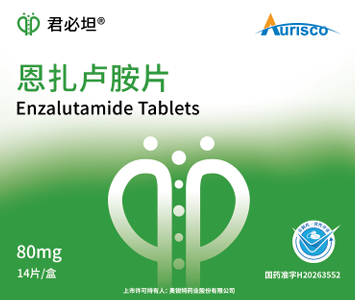 君必坦®
Aurisco
恩扎卢胺片
Enzalutamide Tablets
80mg
14片/盒
国药准字H20263552
上市许可持有人：奥锐特药业股份有限公司